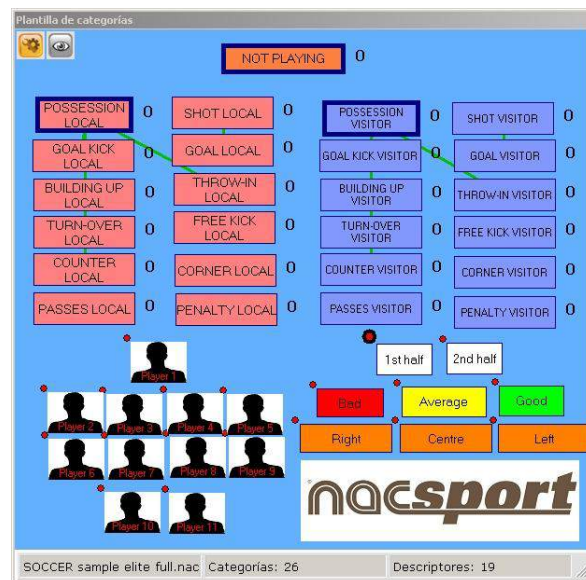 Plantilla de categorías
NOT PLAYING 0
POSSESSION LOCAL 0
SHOT LOCAL 0
POSSESSION VISITOR 0
SHOT VISITOR 0
GOAL KICK LOCAL 0
GOAL LOCAL 0
GOAL KICK VISITOR 0
GOAL VISITOR 0
BUILDING UP LOCAL 0
THROW-IN LOCAL 0
BUILDING UP VISITOR 0
THROW-IN VISITOR 0
TURN-OVER LOCAL 0
FREE KICK LOCAL 0
TURN-OVER VISITOR 0
FREE KICK VISITOR 0
COUNTER LOCAL 0
CORNER LOCAL 0
COUNTER VISITOR 0
CORNER VISITOR 0
PASSES LOCAL 0
PENALTY LOCAL 0
PASSES VISITOR 0
PENALTY VISITOR 0
Player 1
1st half
2nd half
Bad
Average
Good
Player 2
Player 3
Player 4
Player 5
Right
Centre
Left
Player 6
Player 7
Player 8
Player 9
nacsport
Player 10
Player 11
SOCCER sample elite full.nac
Categorías: 26
Descriptores: 19